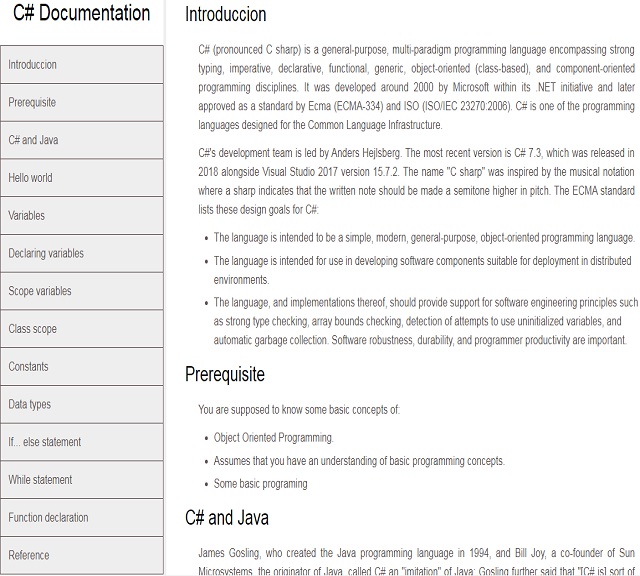 C# Documentation
Introduccion
Prerequisite
C# and Java
Hello world
Variables
Declaring variables
Scope variables
Class scope
Constants
Data types
If... else statement
While statement
Function declaration
Reference
Introduccion
C# (pronounced C sharp) is a general-purpose, multi-paradigm programming language encompassing strong
typing, imperative, declarative, functional, generic, object-oriented (class-based), and component-oriented
programming disciplines. It was developed around 2000 by Microsoft within its .NET initiative and later
approved as a standard by Ecma (ECMA-334) and ISO (ISO/IEC 23270:2006). C# is one of the programming
languages designed for the Common Language Infrastructure.
C#'s development team is led by Anders Hejlsberg. The most recent version is C# 7.3, which was released in
2018 alongside Visual Studio 2017 version 15.7.2. The name "C sharp" was inspired by the musical notation
where a sharp indicates that the written note should be made a semitone higher in pitch. The ECMA standard
lists these design goals for C#:
• The language is intended to be a simple, modern, general-purpose, object-oriented programming language.
• The language is intended for use in developing software components suitable for deployment in distributed
environments.
• The language, and implementations thereof, should provide support for software engineering principles such
as strong type checking, array bounds checking, detection of attempts to use uninitialized variables, and
automatic garbage collection. Software robustness, durability, and programmer productivity are important.
Prerequisite
You are supposed to know some basic concepts of:
• Object Oriented Programming.
• Assumes that you have an understanding of basic programming concepts.
• Some basic programing
C# and Java
James Gosling, who created the Java programming language in 1994, and Bill Joy, a co-founder of Sun
Microsystems, the originator of Java, called C# an "imitation" of Java; Gosling further said that "[C# is] sort of